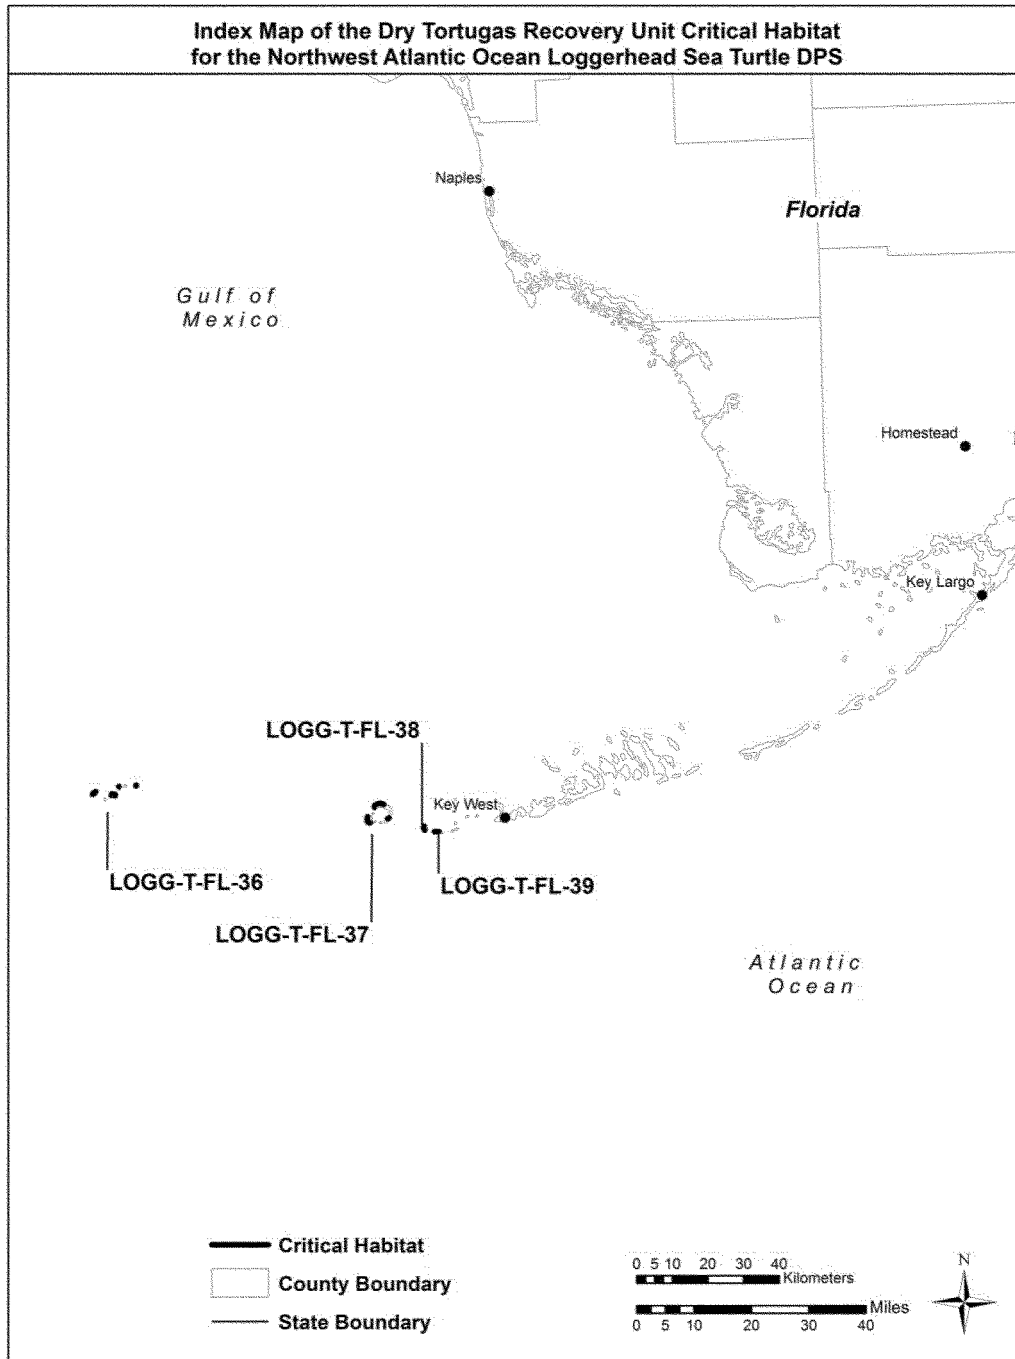 Index Map of the Dry Tortugas Recovery Unit Critical Habitat
for the Northwest Atlantic Ocean Loggerhead Sea Turtle DPS
Naples
Florida
Gulf of
Mexico
Homestead
Key Largo
LOGG-T-FL-38
Key West
LOGG-T-FL-36
LOGG-T-FL-39
LOGG-T-FL-37
Atlantic
Ocean
Critical Habitat
County Boundary
State Boundary
0 5 10 20 30 40
Kilometers
Miles
0 5 10 20 30 40
N